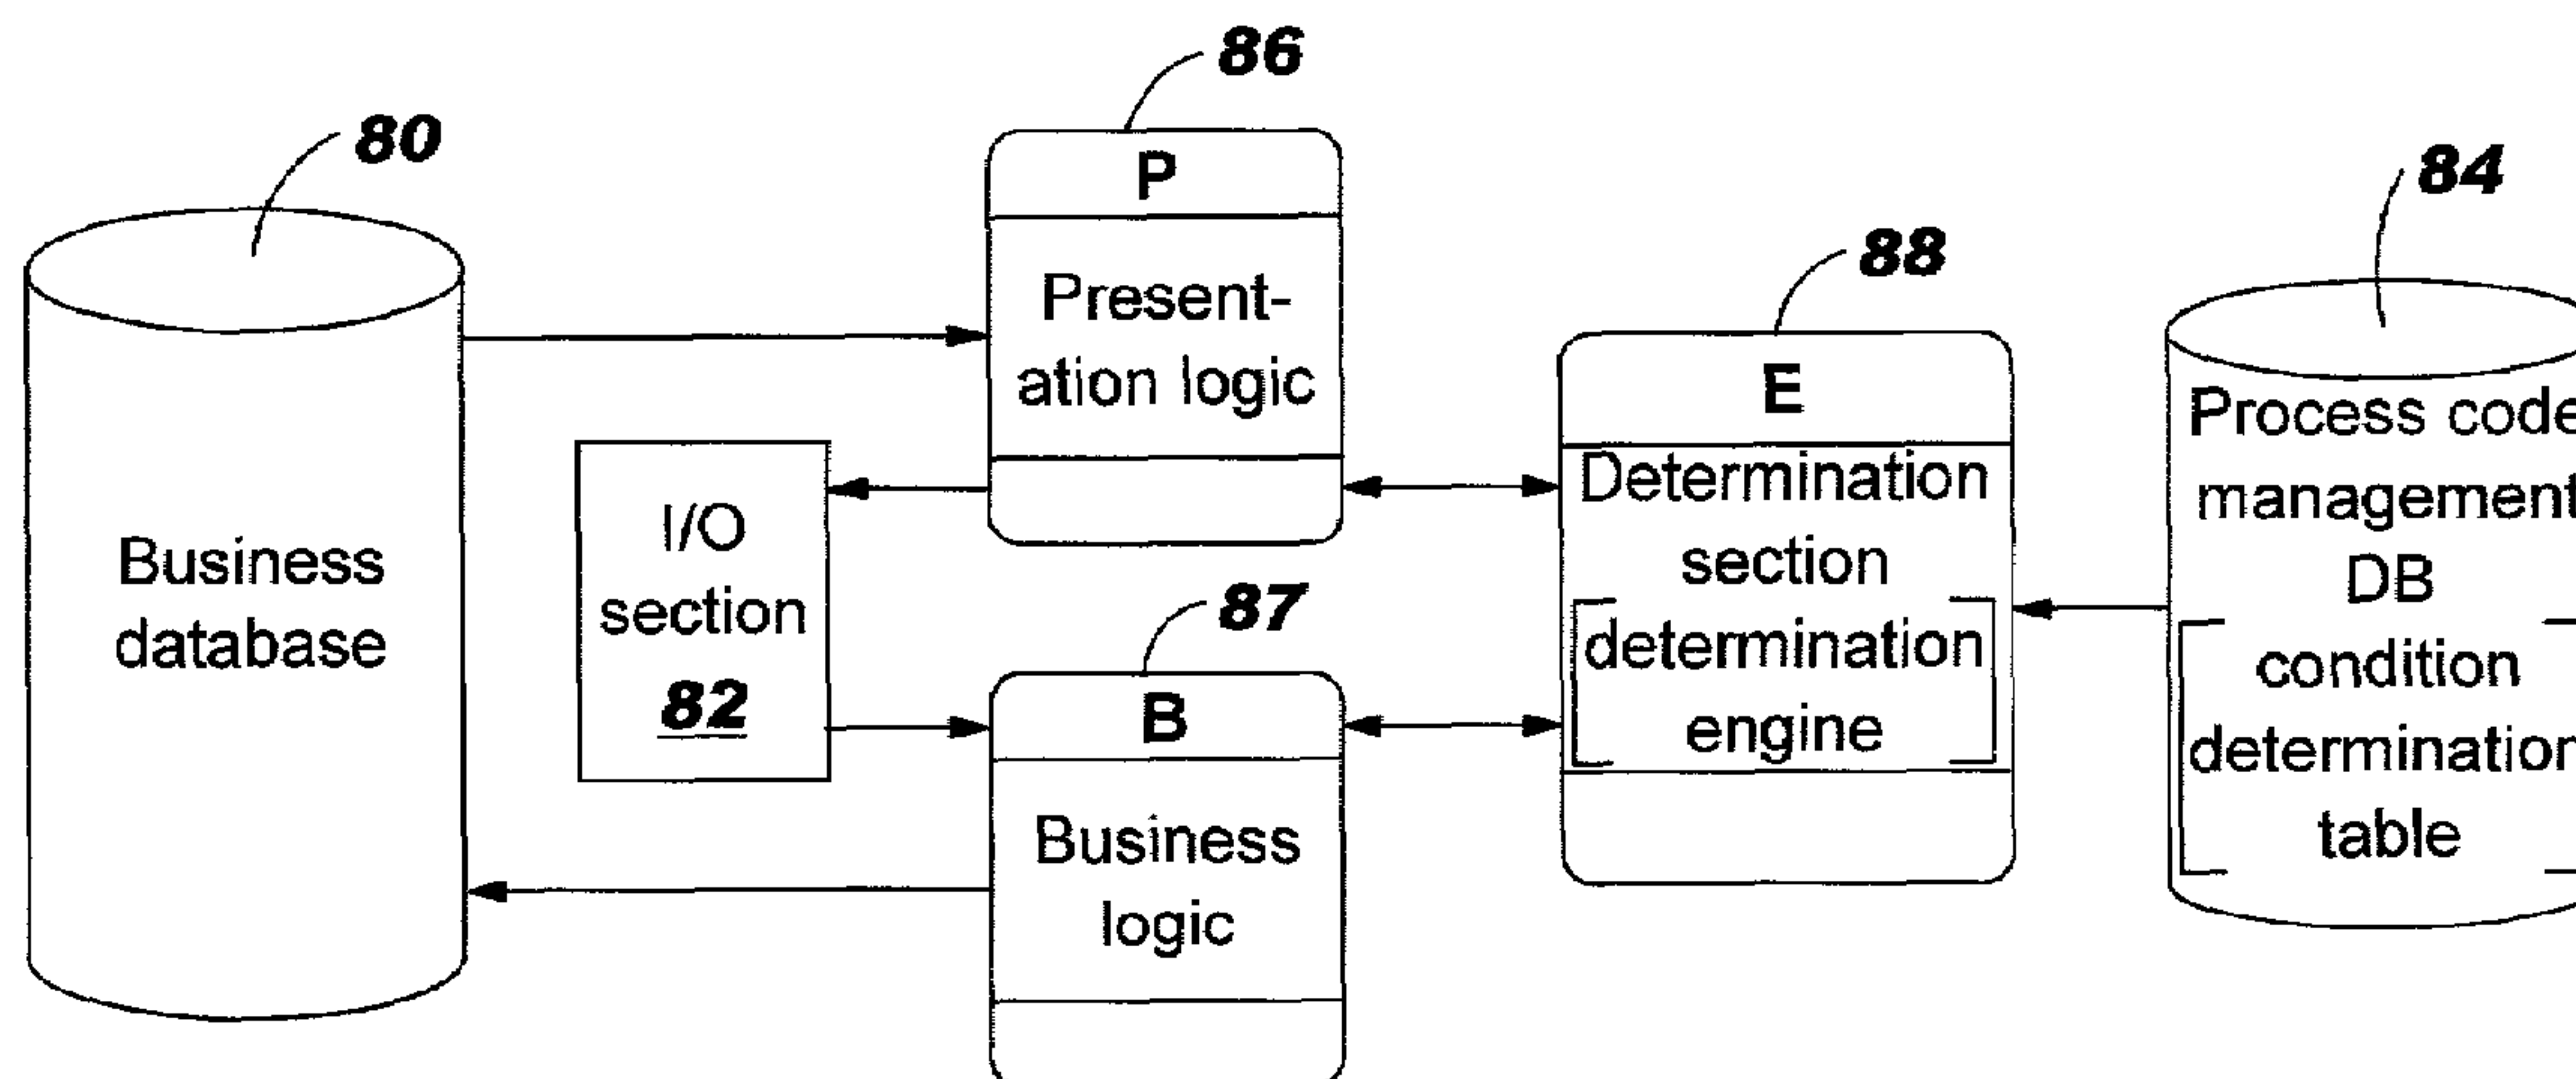 86
80
P
84
88
Present-
ation logic
E
Process code
management
DB
condition
determination
table
Determination
section
determination
engine
I/O
section
82
Business
database
87
B
Business
logic